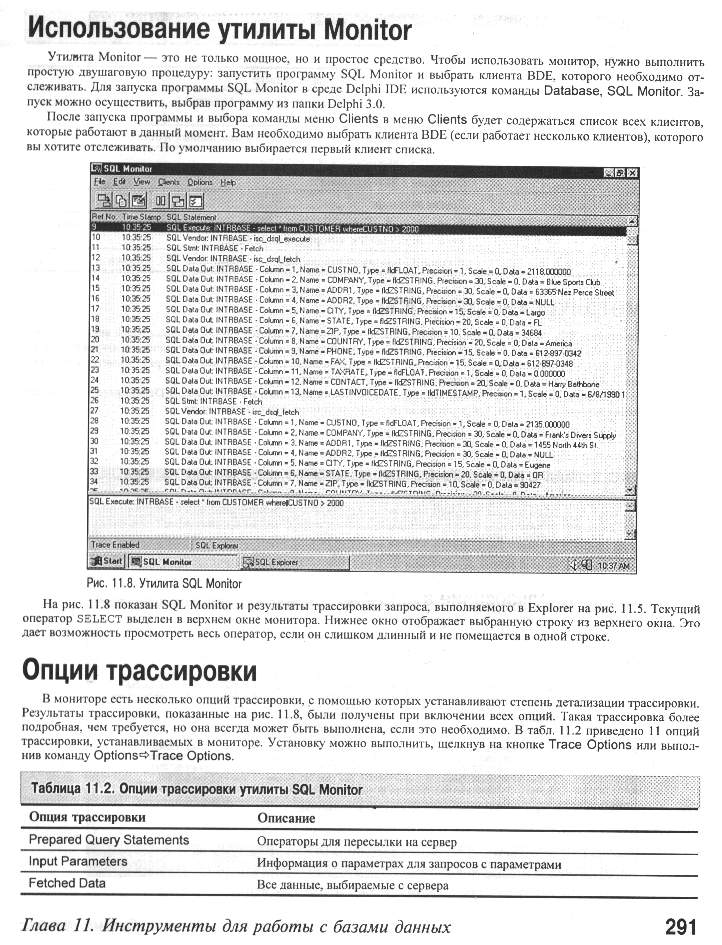 Использование утилиты Monitor
Утилита Monitor — это не только мощное, но и простое средство. Чтобы использовать монитор, нужно выполнить
простую двушаговую процедуру: запустить программу SQL Monitor и выбрать клиента BDE, которого необходимо от-
слеживать. Для запуска программы SQL Monitor в среде Delphi IDE используются команды Database, SQL Monitor. За-
пуск можно осуществить, выбрав программу из папки Delphi 3.0.
После запуска программы и выбора команды меню Clients в меню Clients будет содержаться список всех клиентов,
которые работают в данный момент. Вам необходимо выбрать клиента BDE (если работает несколько клиентов), которого
вы хотите отслеживать. По умолчанию выбирается первый клиент списка.
SQL Monitor
File Edit View Clients Options Help
Ref No. Time Stamp SQL Statement
9 10:35:25 SQL Execute: INTRBASE - select * from CUSTOMER whereCUSTNO > 2000
10 10:35:25 SQL Vendor: INTRBASE - isc_dsql_execute
11 10:35:25 SQL Stmt: INTRBASE - Fetch
12 10:35:25 SQL Vendor: INTRBASE - isc_dsql_fetch
13 10:35:25 SQL Data Out: INTRBASE - Column = 1, Name = CUSTNO, Type = fldFLOAT, Precision = 1, Scale = 0, Data = 2118.000000
14 10:35:25 SQL Data Out: INTRBASE - Column = 2, Name = COMPANY, Type = fldZSTRING, Precision = 30, Scale = 0, Data = Blue Sports Club
15 10:35:25 SQL Data Out: INTRBASE - Column = 3, Name = ADDR1, Type = fldZSTRING, Precision = 30, Scale = 0, Data = 63365 Nez Perce Street
16 10:35:25 SQL Data Out: INTRBASE - Column = 4, Name = ADDR2, Type = fldZSTRING, Precision = 30, Scale = 0, Data = NULL
17 10:35:25 SQL Data Out: INTRBASE - Column = 5, Name = CITY, Type = fldZSTRING, Precision = 15, Scale = 0, Data = Largo
18 10:35:25 SQL Data Out: INTRBASE - Column = 6, Name = STATE, Type = fldZSTRING, Precision = 20, Scale = 0, Data = FL
19 10:35:25 SQL Data Out: INTRBASE - Column = 7, Name = ZIP, Type = fldZSTRING, Precision = 10, Scale = 0, Data = 34684
20 10:35:25 SQL Data Out: INTRBASE - Column = 8, Name = COUNTRY, Type = fldZSTRING, Precision = 20, Scale = 0, Data = America
21 10:35:25 SQL Data Out: INTRBASE - Column = 9, Name = PHONE, Type = fldZSTRING, Precision = 15, Scale = 0, Data = 612-897-0342
22 10:35:25 SQL Data Out: INTRBASE - Column = 10, Name = FAX, Type = fldZSTRING, Precision = 15, Scale = 0, Data = 612-897-0348
23 10:35:25 SQL Data Out: INTRBASE - Column = 11, Name = TAXRATE, Type = fldFLOAT, Precision = 1, Scale = 0, Data = 0.000000
24 10:35:25 SQL Data Out: INTRBASE - Column = 12, Name = CONTACT, Type = fldZSTRING, Precision = 20, Scale = 0, Data = Harry Bathbone
25 10:35:25 SQL Data Out: INTRBASE - Column = 13, Name = LASTINVOICEDATE, Type = fldTIMESTAMP, Precision = 1, Scale = 0, Data = 6/8/1990 1
26 10:35:25 SQL Stmt: INTRBASE - Fetch
27 10:35:25 SQL Vendor: INTRBASE - isc_dsql_fetch
28 10:35:25 SQL Data Out: INTRBASE - Column = 1, Name = CUSTNO, Type = fldFLOAT, Precision = 1, Scale = 0, Data = 2135.000000
29 10:35:25 SQL Data Out: INTRBASE - Column = 2, Name = COMPANY, Type = fldZSTRING, Precision = 30, Scale = 0, Data = Frank's Divers Supply
30 10:35:25 SQL Data Out: INTRBASE - Column = 3, Name = ADDR1, Type = fldZSTRING, Precision = 30, Scale = 0, Data = 1455 North 44th St.
31 10:35:25 SQL Data Out: INTRBASE - Column = 4, Name = ADDR2, Type = fldZSTRING, Precision = 30, Scale = 0, Data = NULL
32 10:35:25 SQL Data Out: INTRBASE - Column = 5, Name = CITY, Type = fldZSTRING, Precision = 15, Scale = 0, Data = Eugene
33 10:35:25 SQL Data Out: INTRBASE - Column = 6, Name = STATE, Type = fldZSTRING, Precision = 20, Scale = 0, Data = OR
34 10:35:25 SQL Data Out: INTRBASE - Column = 7, Name = ZIP, Type = fldZSTRING, Precision = 10, Scale = 0, Data = 90427
SQL Execute: INTRBASE - select * from CUSTOMER whereCUSTNO > 2000
Trace Enabled SQL Explorer
Start SQL Monitor SQL Explorer 10:37 AM
Рис. 11.8. Утилита SQL Monitor
На рис. 11.8 показан SQL Monitor и результаты трассировки запроса, выполняемого в Explorer на рис. 11.5. Текущий
оператор SELECT выделен в верхнем окне монитора. Нижнее окно отображает выбранную строку из верхнего окна. Это
дает возможность просмотреть весь оператор, если он слишком длинный и не помещается в одной строке.
Опции трассировки
В мониторе есть несколько опций трассировки, с помощью которых устанавливают степень детализации трассировки.
Результаты трассировки, показанные на рис. 11.8, были получены при включении всех опций. Такая трассировка более
подробная, чем требуется, но она всегда может быть выполнена, если это необходимо. В табл. 11.2 приведено 11 опций
трассировки, устанавливаемых в мониторе. Установку можно выполнить, щелкнув на кнопке Trace Options или выпол-
нив команду Options⇨Trace Options.
Таблица 11.2. Опции трассировки утилиты SQL Monitor
Опция трассировки Описание
Prepared Query Statements Операторы для пересылки на сервер
Input Parameters Информация о параметрах для запросов с параметрами
Fetched Data Все данные, выбираемые с сервера
Глава 11. Инструменты для работы с базами данных 291